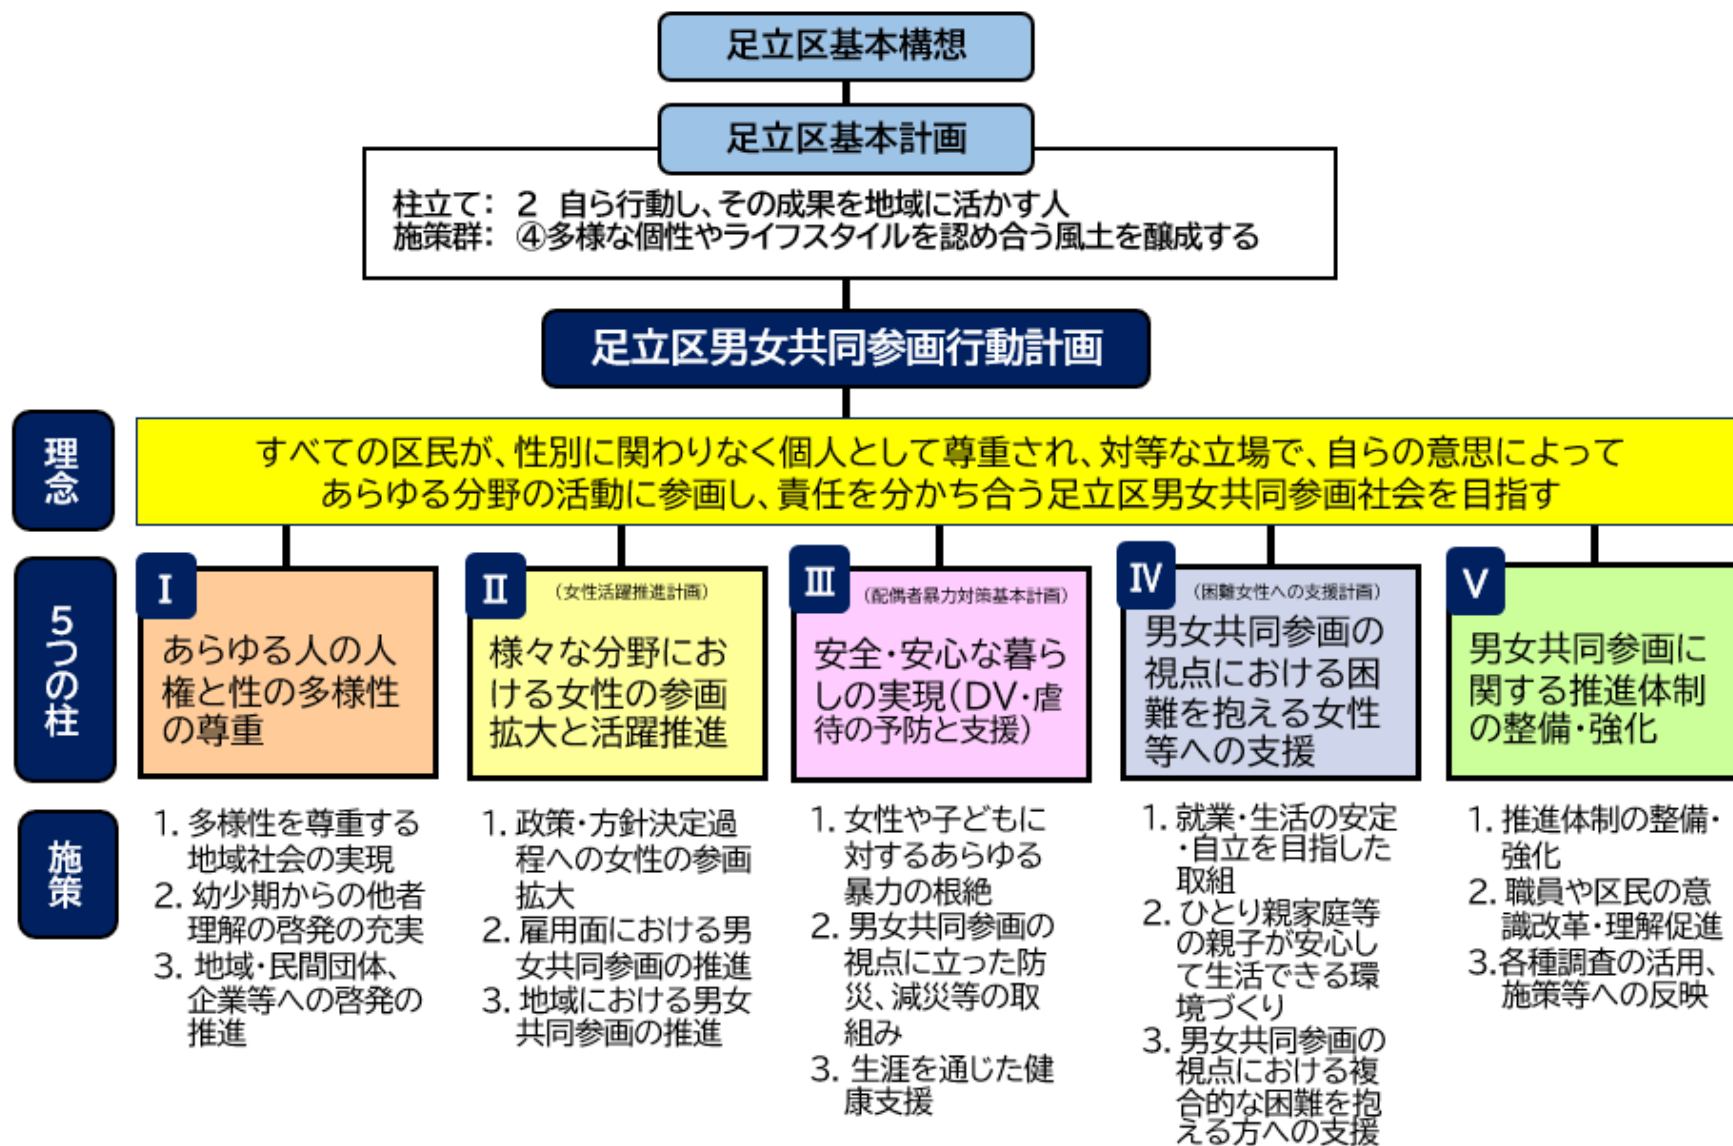 足立区基本構想
足立区基本計画
柱立て： 2 自ら行動し、その成果を地域に活かす人
施策群： ④多様な個性やライフスタイルを認め合う風土を醸成する
足立区男女共同参画行動計画
理念
すべての区民が、性別に関わりなく個人として尊重され、対等な立場で、自らの意思によって
あらゆる分野の活動に参画し、責任を分かち合う足立区男女共同参画社会を目指す
5つの柱
Ⅰ
あらゆる人の人
権と性の多様性
の尊重
Ⅱ
（女性活躍推進計画）
様々な分野にお
ける女性の参画
拡大と活躍推進
Ⅲ
（配偶者暴力対策基本計画）
安全・安心な暮ら
しの実現（DV・虐
待の予防と支援）
Ⅳ
（困難女性への支援計画）
男女共同参画の
視点における困
難を抱える女性
等への支援
Ⅴ
男女共同参画に
関する推進体制
の整備・強化
施策
1. 多様性を尊重する
地域社会の実現
2. 幼少期からの他者
理解の啓発の充実
3. 地域・民間団体、
企業等への啓発の
推進
1. 政策・方針決定過
程への女性の参画
拡大
2. 雇用面における男
女共同参画の推進
3. 地域における男女
共同参画の推進
1. 女性や子どもに
対するあらゆる
暴力の根絶
2. 男女共同参画の
視点に立った防
災、減災等の取
組み
3. 生涯を通じた健
康支援
1. 就業・生活の安定
・自立を目指した
取組
2. ひとり親家庭等
の親子が安心し
て生活できる環
境づくり
3. 男女共同参画の
視点における複
合的な困難を抱
える方への支援
1. 推進体制の整備・
強化
2. 職員や区民の意
識改革・理解促進
3.各種調査の活用、
施策等への反映